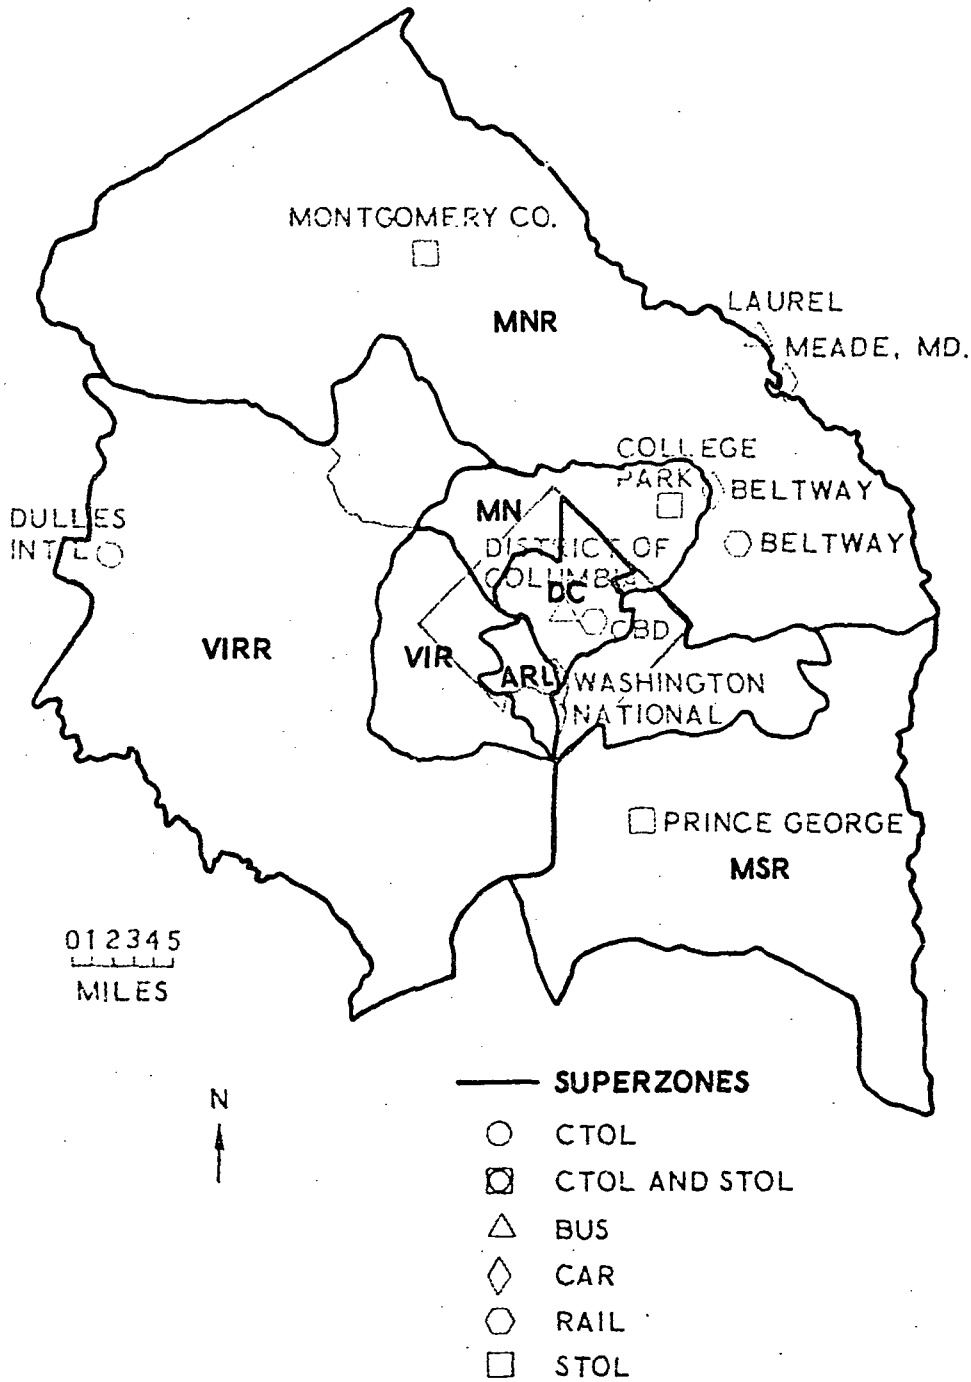 MONTGOMERY CO.
MNR
LAUREL
MEADE, MD.
COLLEGE
PARK
BELTWAY
MN
DULLES
INT'L
DISTRICT OF
COLUMBIA
BELTWAY
DC
CBD
VIRR
VIR
ARL
WASHINGTON
NATIONAL
PRINCE GEORGE
MSR
0 1 2 3 4 5
MILES
N
SUPERZONES
CTOL
CTOL AND STOL
BUS
CAR
RAIL
STOL